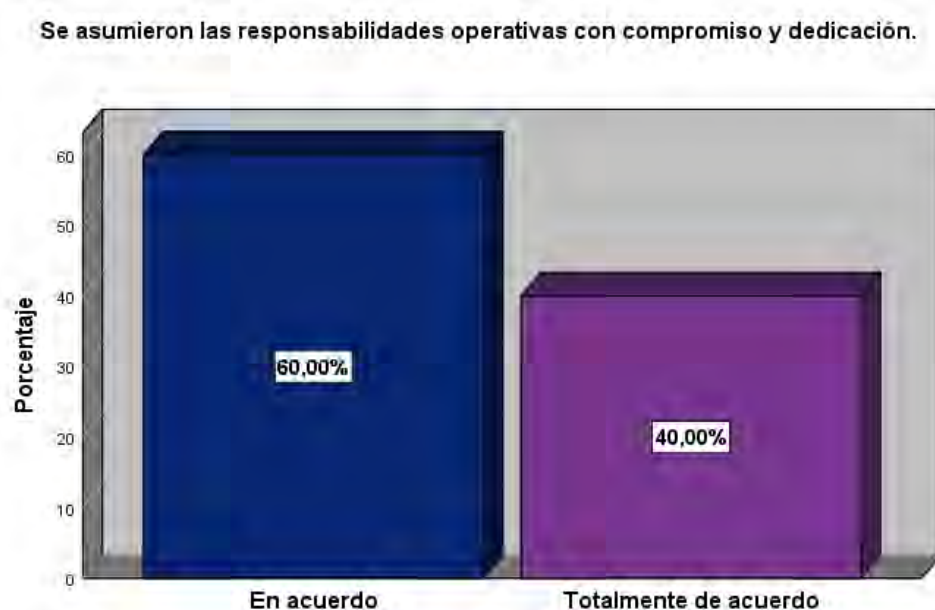 Se asumieron las responsabilidades operativas con compromiso y dedicación.
Porcentaje
60
50
40
30
20
10
0
60,00%
40,00%
En acuerdo
Totalmente de acuerdo